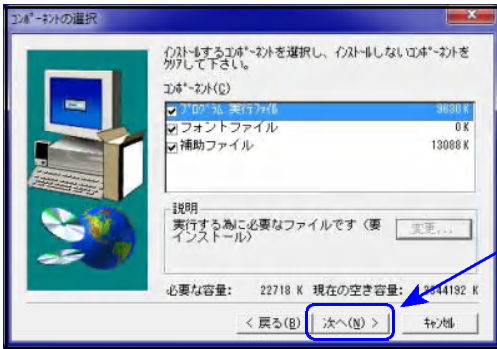 コンポーネントの選択
インストールするコンポーネントを選択し、インストールしないコンポーネントを
クリアして下さい。
コンポーネント(C)
プログラム 実行ファイル 9630 K
フォントファイル 0 K
補助ファイル 13088 K
説明
実行する為に必要なファイルです（要
インストール）
変更...
必要な容量: 22718 K 現在の空き容量: 2644192 K
< 戻る(B) 次へ(N) > キャンセル